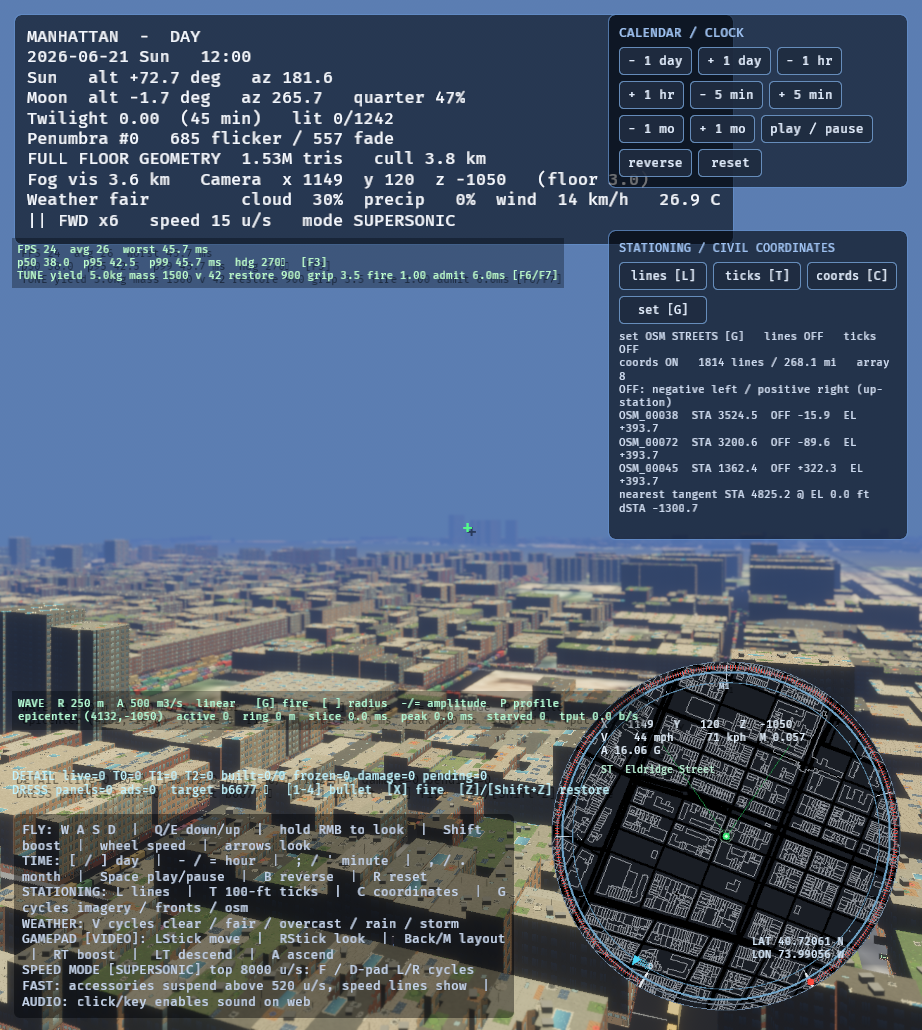 MANHATTAN - DAY
2026-06-21 Sun 12:00
Sun alt +72.7 deg az 181.6
Moon alt -1.7 deg az 265.7 quarter 47%
Twilight 0.00 (45 min) lit 0/1242
Penumbra #0 685 flicker / 557 fade
FULL FLOOR GEOMETRY 1.53M tris cull 3.8 km
Fog vis 3.6 km Camera x 1149 y 120 z -1050 (floor 3.0)
Weather fair cloud 30% precip 0% wind 14 km/h 26.9 C
|| FWD x6 speed 15 u/s mode SUPERSONIC
FPS 24 avg 26 worst 45.7 ms
p50 38.0 p95 42.5 p99 45.7 ms hdg 270 [F3]
TUNE yield 5.0kg mass 1500 v 42 restore 900 grip 3.5 fire 1.00 admit 6.0ms [F6/F7]
CALENDAR / CLOCK
- 1 day + 1 day - 1 hr
+ 1 hr - 5 min + 5 min
- 1 mo + 1 mo play / pause
reverse reset
STATIONING / CIVIL COORDINATES
lines [L] ticks [T] coords [C]
set [G]
set OSM STREETS [G] lines OFF ticks
OFF
coords ON 1814 lines / 268.1 mi array
8
OFF: negative left / positive right (up-
station)
OSM_00038 STA 3524.5 OFF -15.9 EL
+393.7
OSM_00072 STA 3200.6 OFF -89.6 EL
+393.7
OSM_00045 STA 1362.4 OFF +322.3 EL
+393.7
nearest tangent STA 4825.2 @ EL 0.0 ft
dSTA -1300.7
WAVE R 250 m A 500 m3/s linear [G] fire [ ] radius -/= amplitude P profile
epicenter (4132,-1050) active 0 ring 0 m slice 0.0 ms peak 0.0 ms starved 0 tput 0.0 b/s
DETAIL live=0 T0=0 T1=0 T2=0 built=0/0 frozen=0 damage=0 pending=0
DRESS panels=0 ads=0 target b6677 [1-4] bullet [X] fire [Z]/[Shift+Z] restore
1149 Y 120 Z -1050
V 44 mph 71 kph M 0.057
A 16.06 G
ST Eldridge Street
LAT 40.72061 N
LON 73.99056 W
FLY: W A S D | Q/E down/up | hold RMB to look | Shift
boost | wheel speed | arrows look
TIME: [ / ] day | - / = hour | ; / ' minute | , / .
month | Space play/pause | B reverse | R reset
STATIONING: L lines | T 100-ft ticks | C coordinates | G
cycles imagery / fronts / osm
WEATHER: V cycles clear / fair / overcast / rain / storm
GAMEPAD [VIDEO]: LStick move | RStick look | Back/M layout
| RT boost | LT descend | A ascend
SPEED MODE [SUPERSONIC] top 8000 u/s: F / D-pad L/R cycles
FAST: accessories suspend above 520 u/s, speed lines show |
AUDIO: click/key enables sound on web